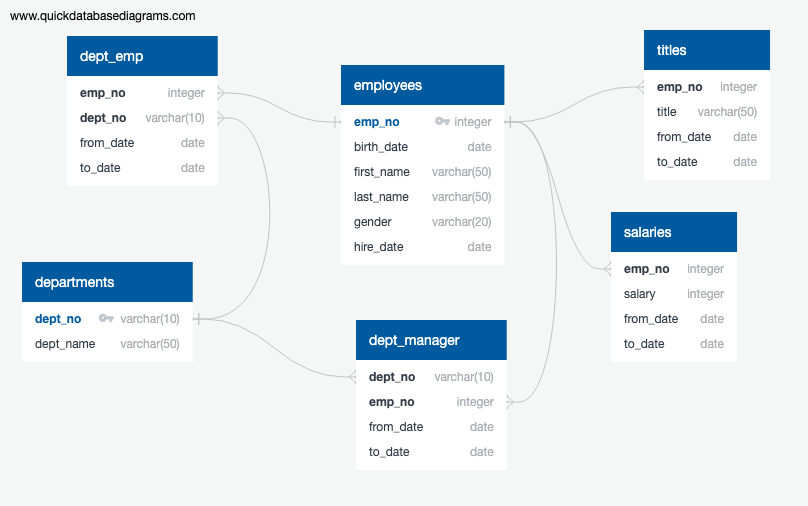 www.quickdatabasediagrams.com
dept_emp
emp_no integer
dept_no varchar(10)
from_date date
to_date date
employees
emp_no integer
birth_date date
first_name varchar(50)
last_name varchar(50)
gender varchar(20)
hire_date date
titles
emp_no integer
title varchar(50)
from_date date
to_date date
salaries
emp_no integer
salary integer
from_date date
to_date date
departments
dept_no varchar(10)
dept_name varchar(50)
dept_manager
dept_no varchar(10)
emp_no integer
from_date date
to_date date